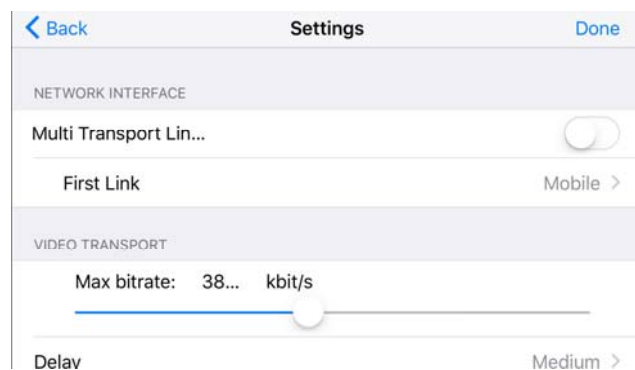 Back Settings Done
NETWORK INTERFACE
Multi Transport Lin...
First Link Mobile
VIDEO TRANSPORT
Max bitrate: 38... kbit/s
Delay Medium